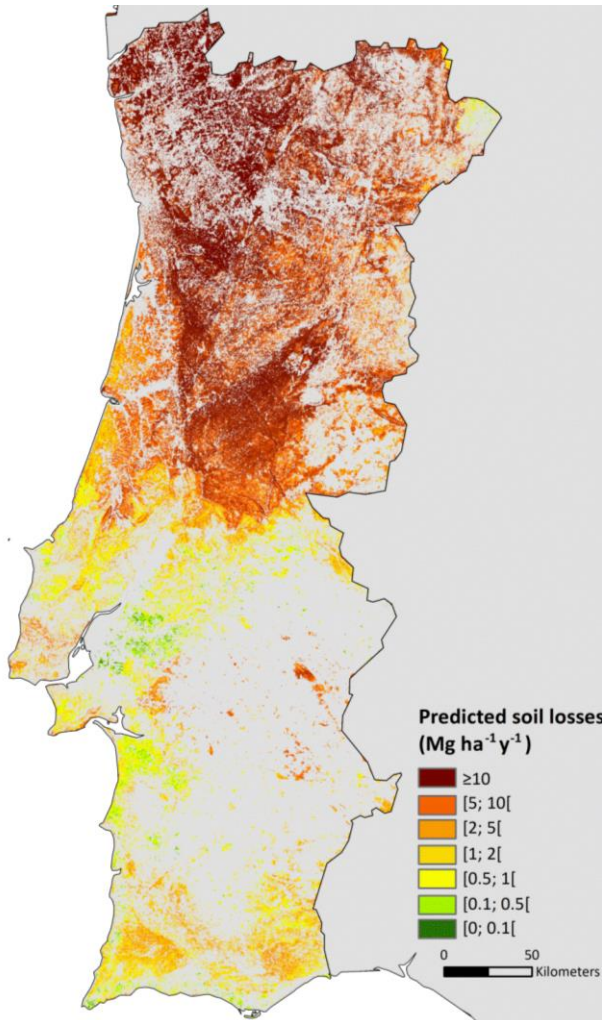 Predicted soil losses
(Mg ha⁻¹ y⁻¹)
≥10
[5; 10[
[2; 5[
[1; 2[
[0.5; 1[
[0.1; 0.5[
[0; 0.1[
0 50
Kilometers